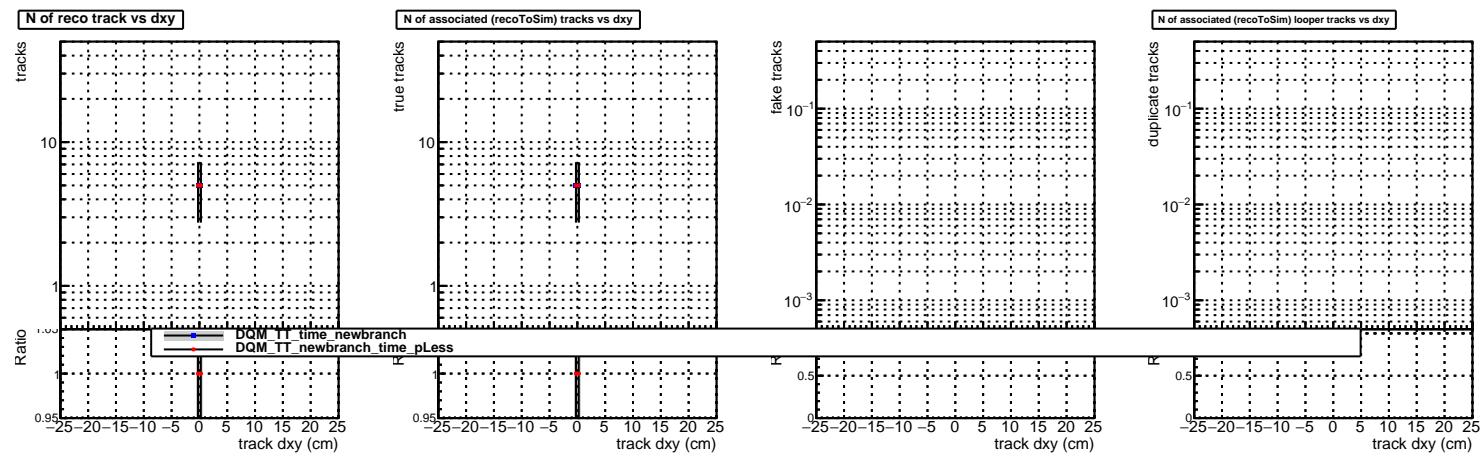 N of reco track vs dxy
tracks
10
1
Ratio
1
0.95
−25 −20 −15 −10 −5 0 5 10 15 20 25
track dxy (cm)
N of associated (recoToSim) tracks vs dxy
true tracks
10
1
1
0.95
−25 −20 −15 −10 −5 0 5 10 15 20 25
track dxy (cm)
fake tracks
10−1
10−2
10−3
0.5
0
−25 −20 −15 −10 −5 0 5 10 15 20 25
track dxy (cm)
N of associated (recoToSim) looper tracks vs dxy
duplicate tracks
10−1
10−2
10−3
0.5
0
−25 −20 −15 −10 −5 0 5 10 15 20 25
track dxy (cm)
DQM_TT_time_newbranch
DQM_TT_newbranch_time_pLess